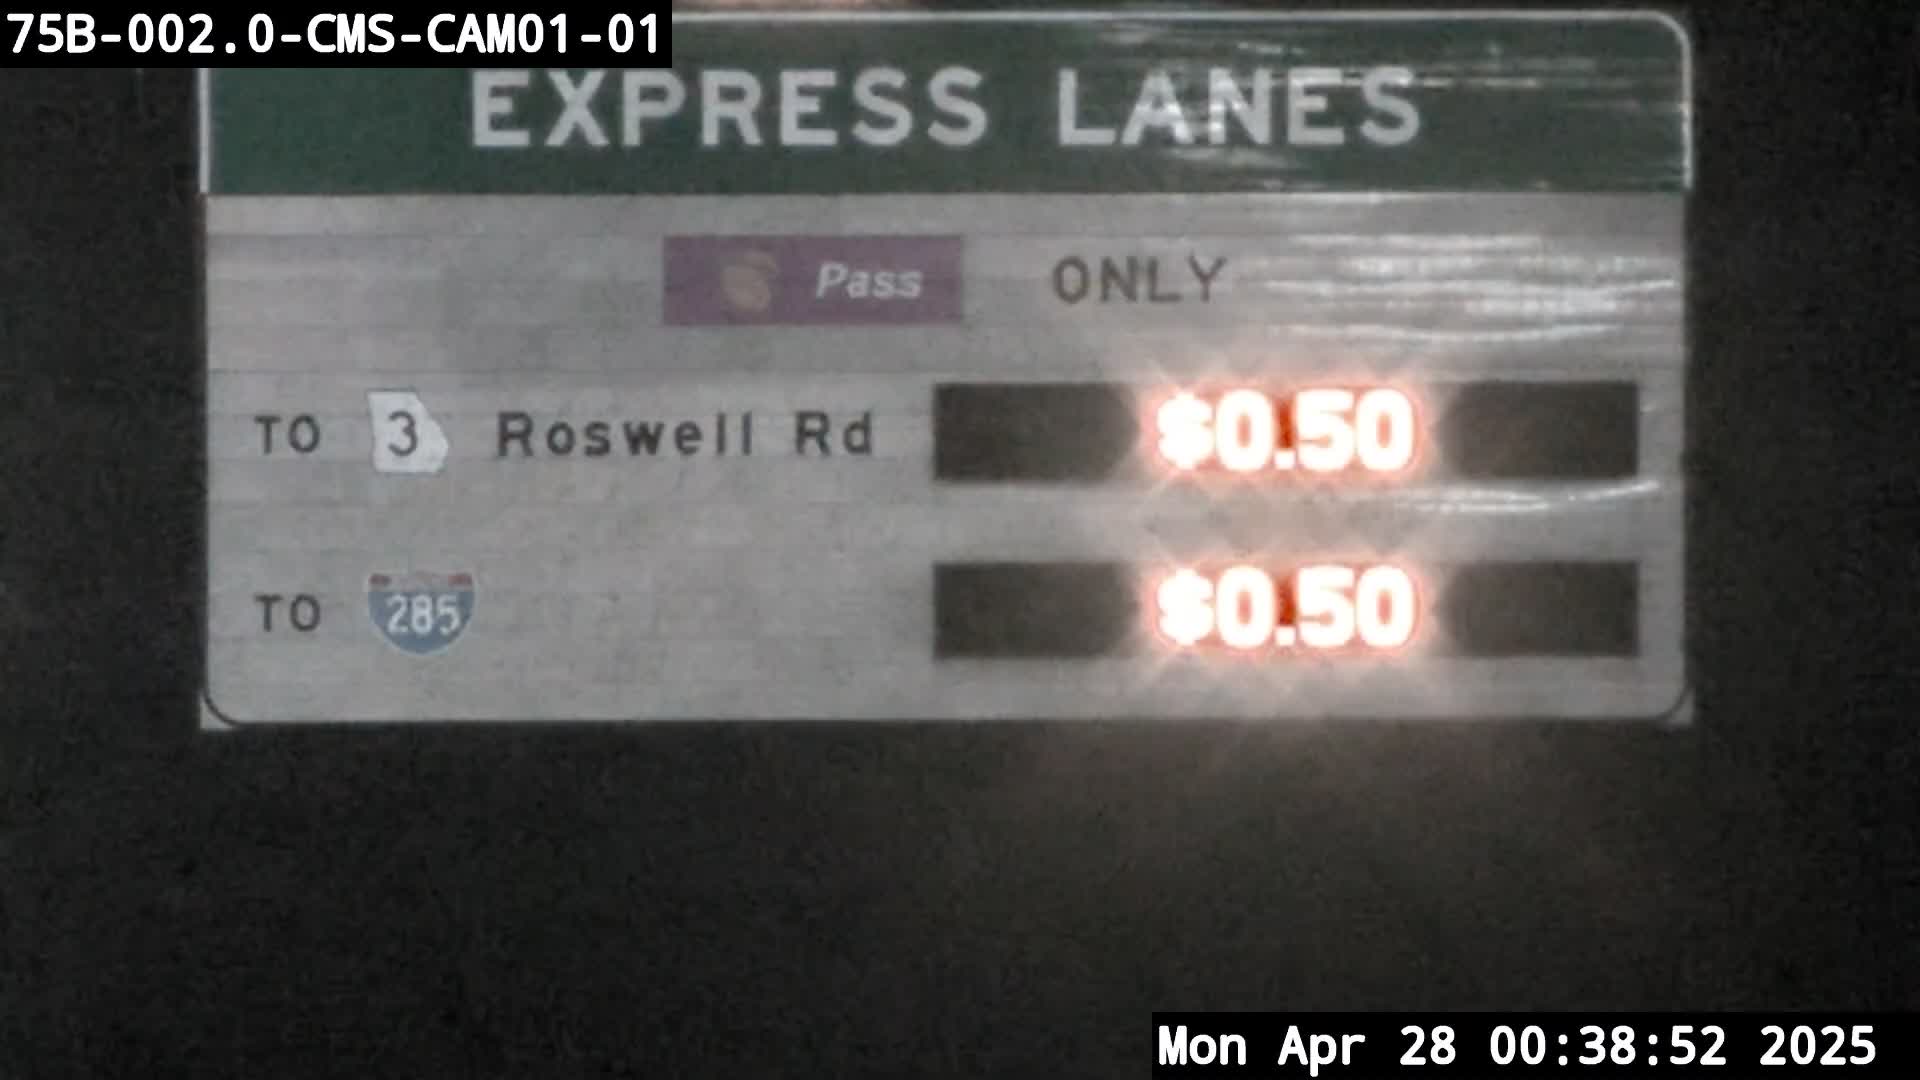 75B-002.0-CMS-CAM01-01
EXPRESS LANES
Pass ONLY
TO 3 Roswell Rd $0.50
TO 285 $0.50
Mon Apr 28 00:38:52 2025